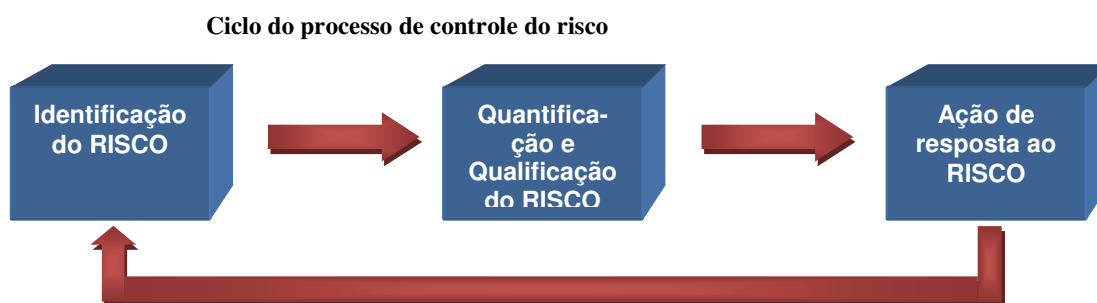 Ciclo do processo de controle do risco
Identificação
do RISCO
Quantifica-
ção e
Qualificação
do RISCO
Ação de
resposta ao
RISCO